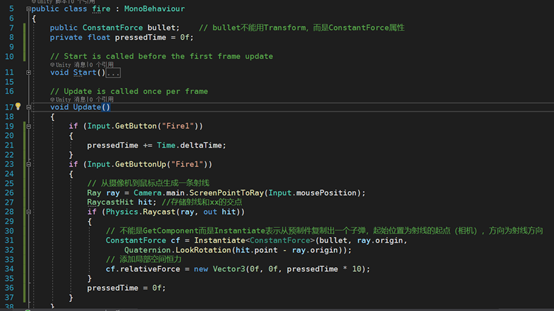 5 public class fire : MonoBehaviour
6 {
7 public ConstantForce bullet; // bullet不能用Transform，而是ConstantForce属性
8 private float pressedTime = 0f;
9
10 // Start is called before the first frame update
Unity 消息|0 个引用
11 void Start()...
15
16 // Update is called once per frame
Unity 消息|0 个引用
17 void Update()
18 {
19 if (Input.GetButton("Fire1"))
20 {
21 pressedTime += Time.deltaTime;
22 }
23 if (Input.GetButtonUp("Fire1"))
24 {
25 // 从摄像机到鼠标点生成一条射线
26 Ray ray = Camera.main.ScreenPointToRay(Input.mousePosition);
27 RaycastHit hit; //存储射线和xx的交点
28 if (Physics.Raycast(ray, out hit))
29 {
30 // 不能是GetComponent而是Instantiate表示从预制件复制出一个子弹，起始位置为射线的起点（相机），方向为射线方向
31 ConstantForce cf = Instantiate<ConstantForce>(bullet, ray.origin,
32 Quaternion.LookRotation(hit.point - ray.origin));
33 // 添加局部空间恒力
34 cf.relativeForce = new Vector3(0f, 0f, pressedTime * 10);
35 }
36 pressedTime = 0f;
37 }
38 }